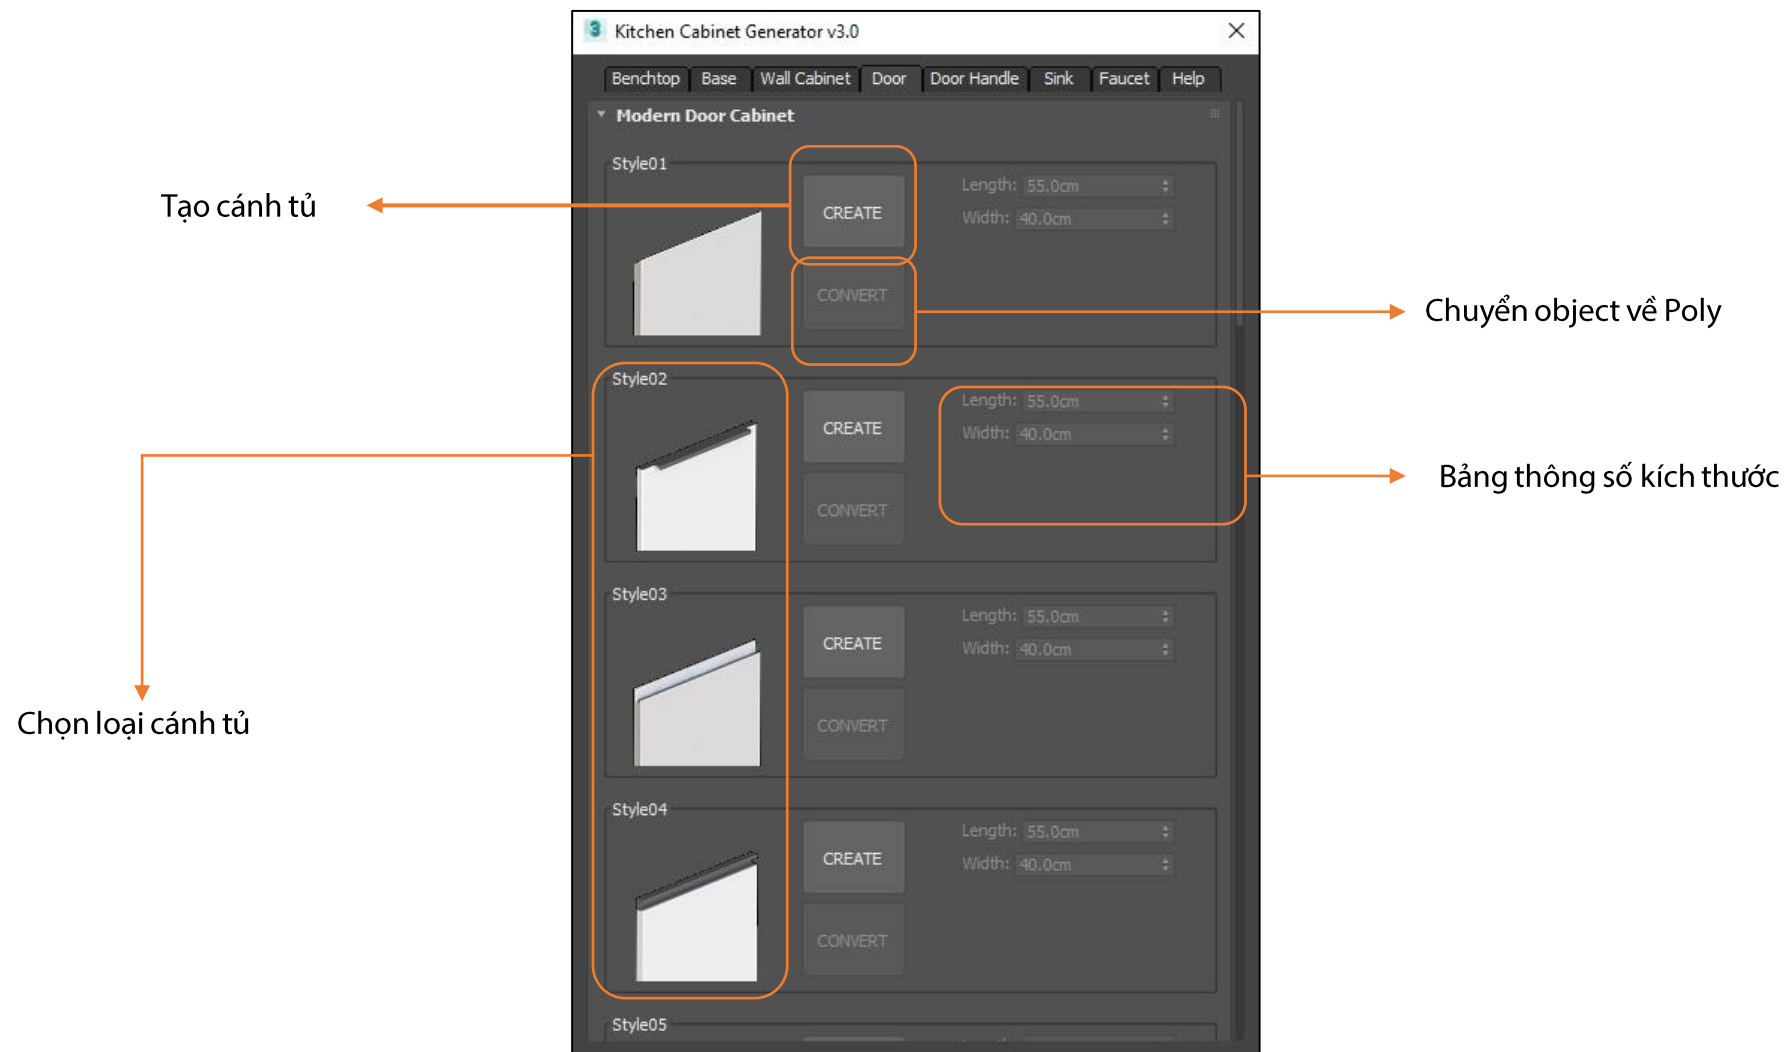 Kitchen Cabinet Generator v3.0
Benchtop Base Wall Cabinet Door Door Handle Sink Faucet Help
Modern Door Cabinet
Style01
CREATE
CONVERT
Length: 55.0cm
Width: 40.0cm
Tạo cánh tủ
Chuyển object về Poly
Style02
CREATE
CONVERT
Length: 55.0cm
Width: 40.0cm
Bảng thông số kích thước
Style03
CREATE
CONVERT
Length: 55.0cm
Width: 40.0cm
Chọn loại cánh tủ
Style04
CREATE
CONVERT
Length: 55.0cm
Width: 40.0cm
Style05